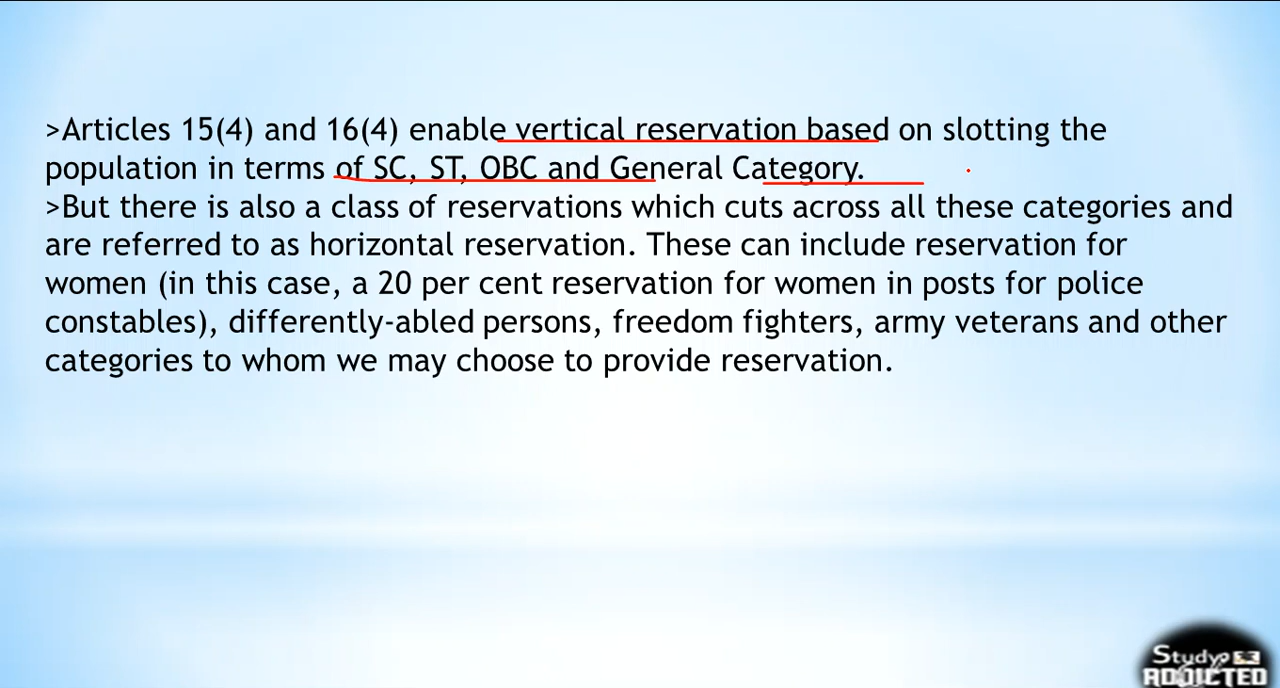 >Articles 15(4) and 16(4) enable vertical reservation based on slotting the
population in terms of SC, ST, OBC and General Category.
>But there is also a class of reservations which cuts across all these categories and
are referred to as horizontal reservation. These can include reservation for
women (in this case, a 20 per cent reservation for women in posts for police
constables), differently-abled persons, freedom fighters, army veterans and other
categories to whom we may choose to provide reservation.
Study
ADDICTED